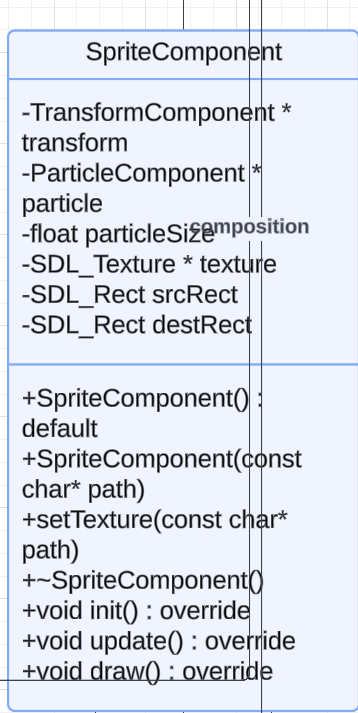 SpriteComponent
-TransformComponent *
transform
-ParticleComponent *
particle
-float particleSize
composition
-SDL_Texture * texture
-SDL_Rect srcRect
-SDL_Rect destRect
+SpriteComponent() :
default
+SpriteComponent(const
char* path)
+setTexture(const char*
path)
+~SpriteComponent()
+void init() : override
+void update() : override
+void draw() : override